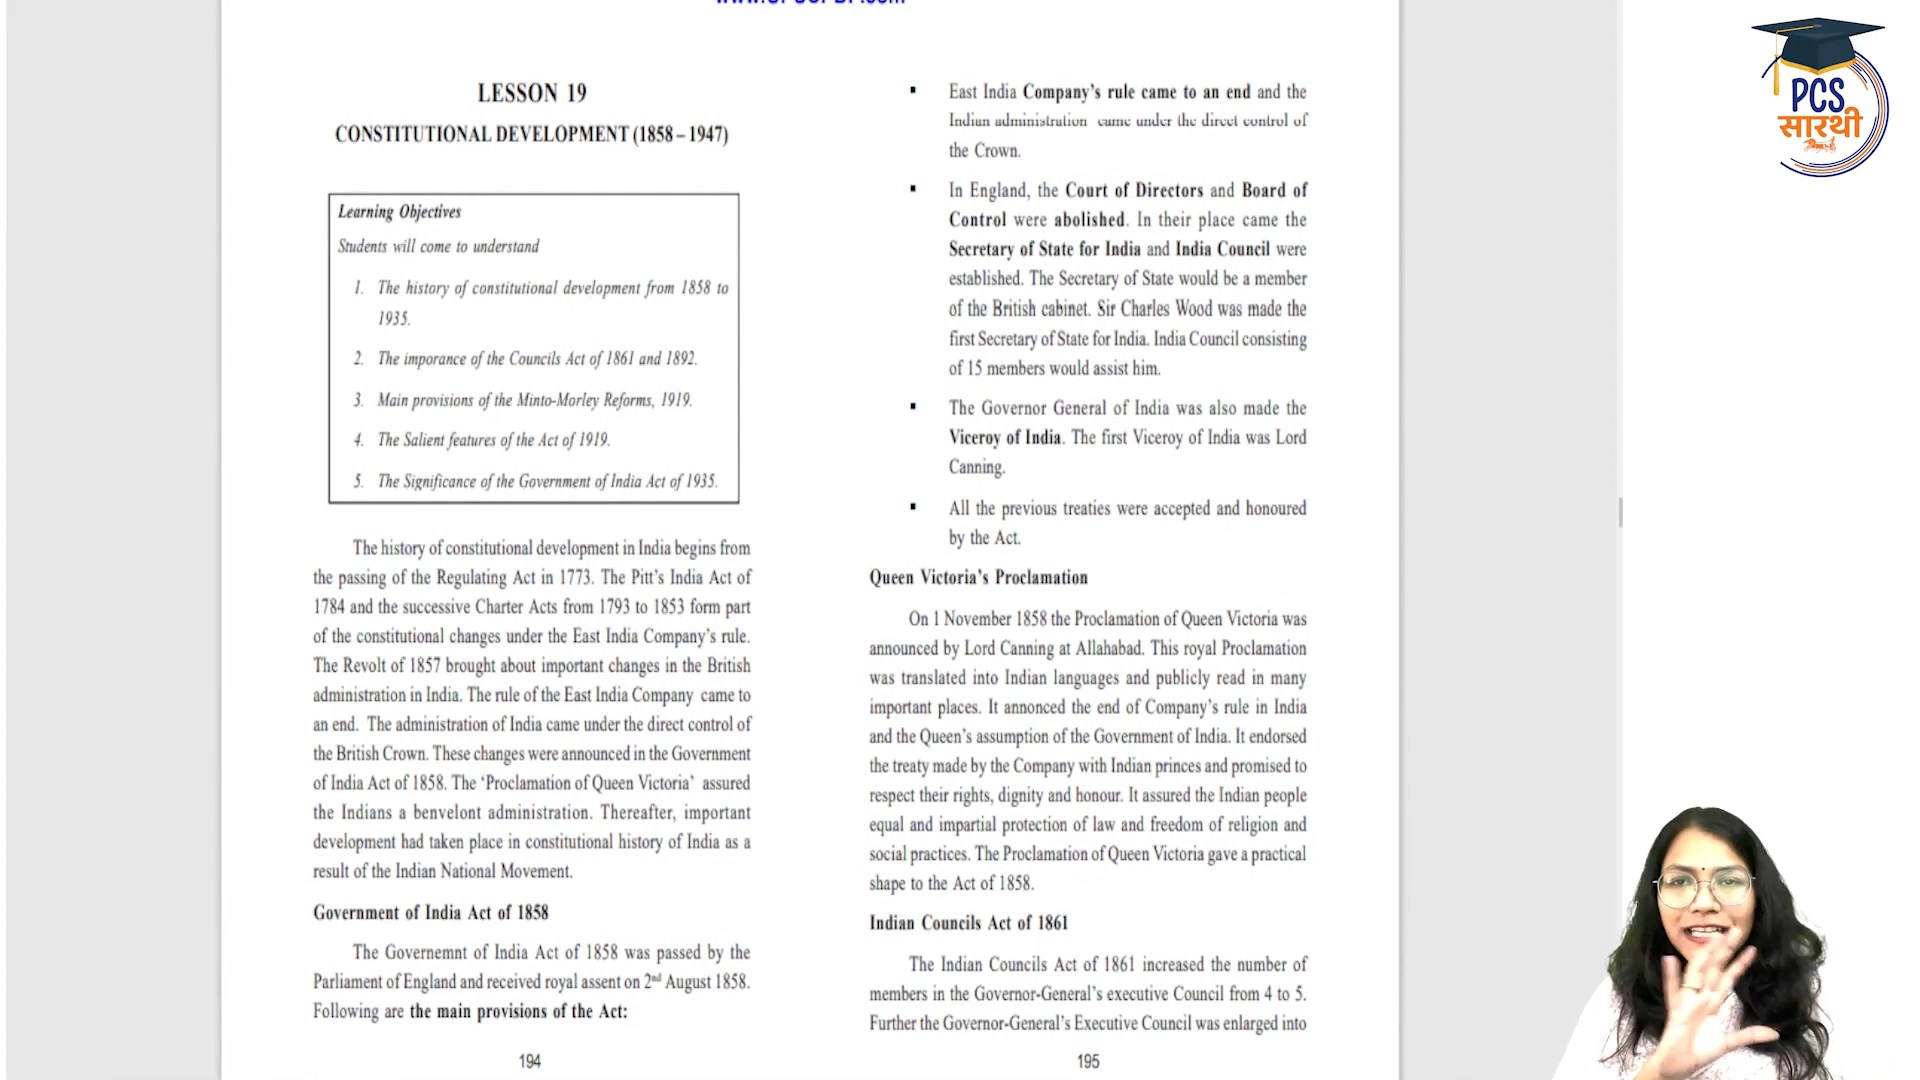 LESSON 19
CONSTITUTIONAL DEVELOPMENT (1858 – 1947)
Learning Objectives
Students will come to understand
1. The history of constitutional development from 1858 to
1935.
2. The imporance of the Councils Act of 1861 and 1892.
3. Main provisions of the Minto-Morley Reforms, 1919.
4. The Salient features of the Act of 1919.
5. The Significance of the Government of India Act of 1935.
The history of constitutional development in India begins from
the passing of the Regulating Act in 1773. The Pitt's India Act of
1784 and the successive Charter Acts from 1793 to 1853 form part
of the constitutional changes under the East India Company's rule.
The Revolt of 1857 brought about important changes in the British
administration in India. The rule of the East India Company came to
an end. The administration of India came under the direct control of
the British Crown. These changes were announced in the Government
of India Act of 1858. The 'Proclamation of Queen Victoria' assured
the Indians a benvelont administration. Thereafter, important
development had taken place in constitutional history of India as a
result of the Indian National Movement.
Government of India Act of 1858
The Governemnt of India Act of 1858 was passed by the
Parliament of England and received royal assent on 2nd August 1858.
Following are the main provisions of the Act:
194
▪ East India Company's rule came to an end and the
Indian administration came under the direct control of
the Crown.
▪ In England, the Court of Directors and Board of
Control were abolished. In their place came the
Secretary of State for India and India Council were
established. The Secretary of State would be a member
of the British cabinet. Sir Charles Wood was made the
first Secretary of State for India. India Council consisting
of 15 members would assist him.
▪ The Governor General of India was also made the
Viceroy of India. The first Viceroy of India was Lord
Canning.
▪ All the previous treaties were accepted and honoured
by the Act.
Queen Victoria's Proclamation
On 1 November 1858 the Proclamation of Queen Victoria was
announced by Lord Canning at Allahabad. This royal Proclamation
was translated into Indian languages and publicly read in many
important places. It annonced the end of Company's rule in India
and the Queen's assumption of the Government of India. It endorsed
the treaty made by the Company with Indian princes and promised to
respect their rights, dignity and honour. It assured the Indian people
equal and impartial protection of law and freedom of religion and
social practices. The Proclamation of Queen Victoria gave a practical
shape to the Act of 1858.
Indian Councils Act of 1861
The Indian Councils Act of 1861 increased the number of
members in the Governor-General's executive Council from 4 to 5.
Further the Governor-General's Executive Council was enlarged into
195
PCS
सारथी